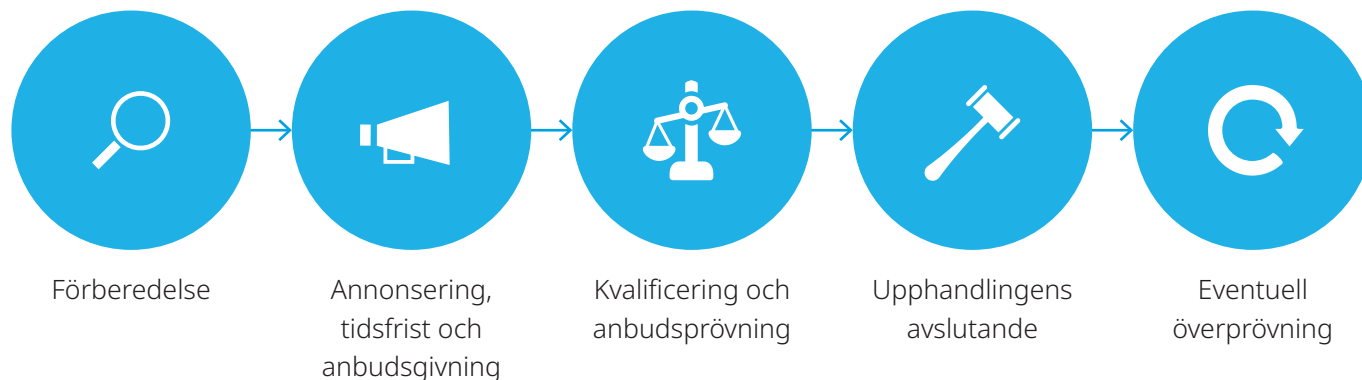 Förberedelse
Annonsering,
tidsfrist och
anbudsgivning
Kvalificering och
anbudsprövning
Upphandlingens
avslutande
Eventuell
överprövning